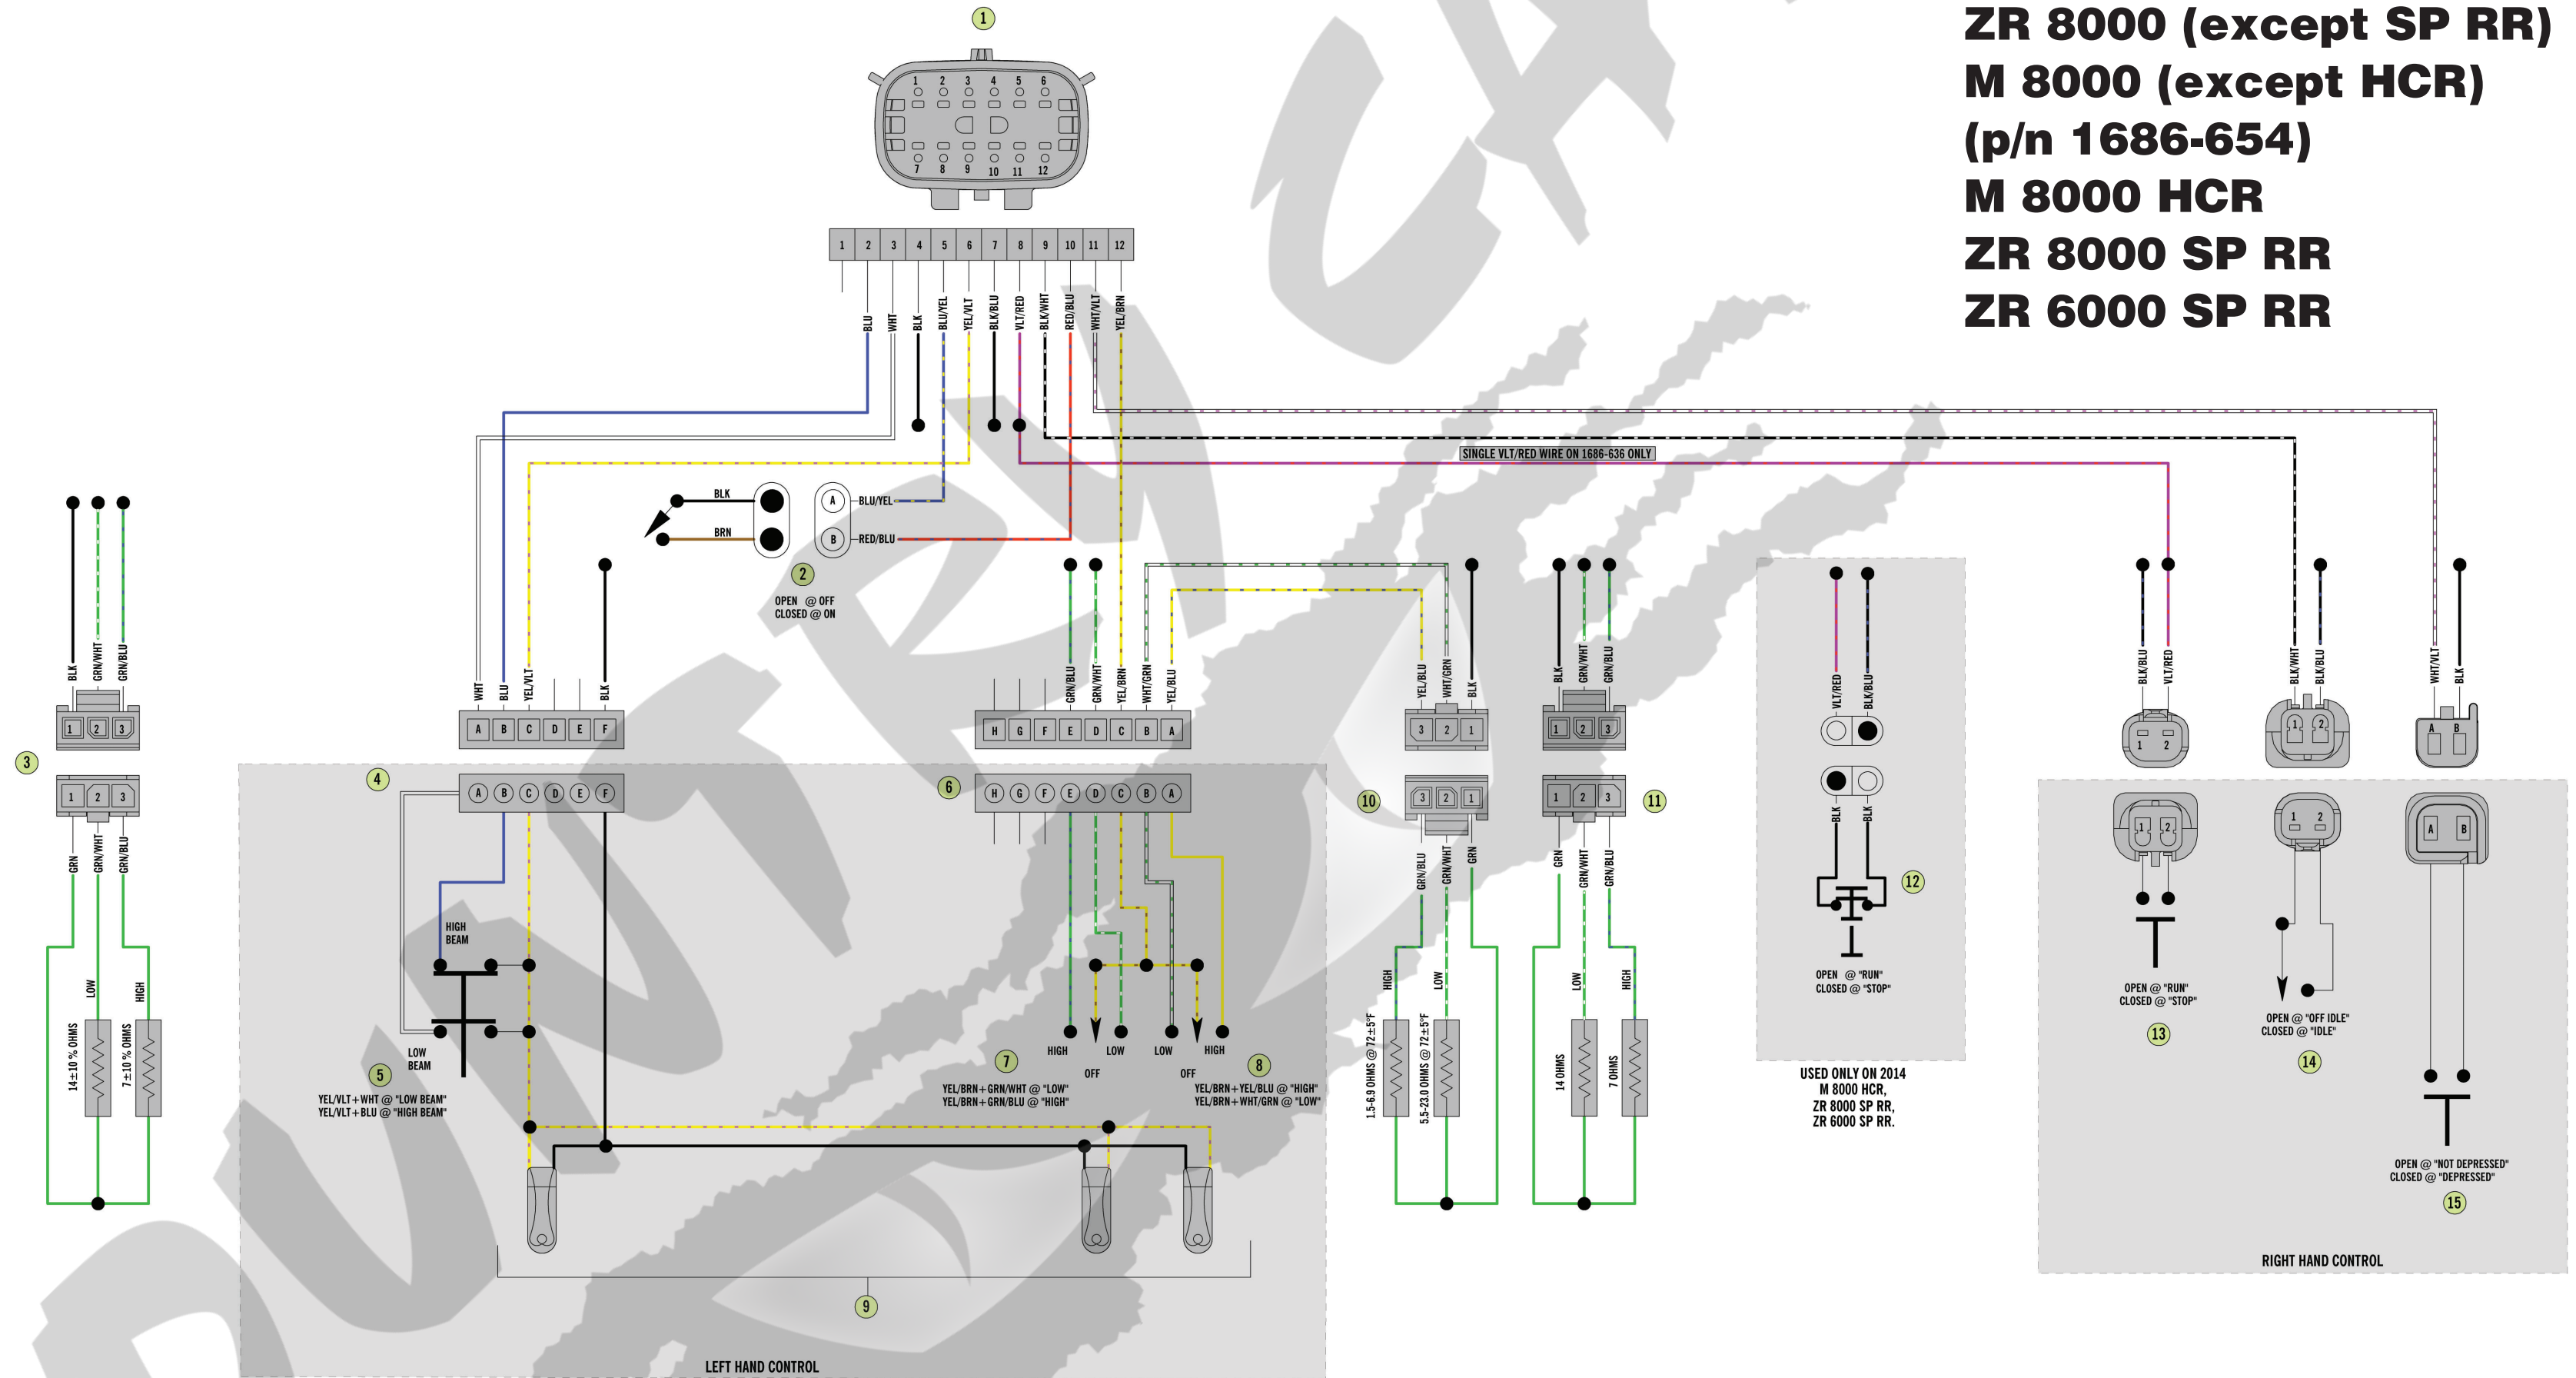 ZR 8000 (except SP RR)
M 8000 (except HCR)
(p/n 1686-654)
M 8000 HCR
ZR 8000 SP RR
ZR 6000 SP RR
1
1 2 3 4 5 6
7 8 9 10 11 12
1 2 3 4 5 6 7 8 9 10 11 12
BLU
WHT
BLK
BLU/YEL
YEL/VLT
BLK/BLU
VLT/RED
BLK/WHT
RED/BLU
WHT/VLT
YEL/BRN
SINGLE VLT/RED WIRE ON 1686-636 ONLY
BLK
BRN
A
B
BLU/YEL
RED/BLU
2
OPEN @ OFF
CLOSED @ ON
BLK
GRN/WHT
GRN/BLU
1 2 3
3
1 2 3
GRN
GRN/WHT
GRN/BLU
LOW
HIGH
14±10 % OHMS
7±10 % OHMS
WHT
BLU
YEL/VLT
BLK
A B C D E F
4
A B C D E F
HIGH
BEAM
LOW
BEAM
5
YEL/VLT+WHT @ "LOW BEAM"
YEL/VLT+BLU @ "HIGH BEAM"
GRN/BLU
GRN/WHT
YEL/BRN
WHT/GRN
YEL/BLU
H G F E D C B A
6
H G F E D C B A
HIGH
LOW
LOW
HIGH
OFF
OFF
7
YEL/BRN+GRN/WHT @ "LOW"
YEL/BRN+GRN/BLU @ "HIGH"
8
YEL/BRN+YEL/BLU @ "HIGH"
YEL/BRN+WHT/GRN @ "LOW"
9
LEFT HAND CONTROL
YEL/BLU
WHT/GRN
BLK
3 2 1
10
3 2 1
GRN/BLU
GRN/WHT
GRN
HIGH
LOW
1.5-6.9 OHMS @ 72±5°F
5.5-23.0 OHMS @ 72±5°F
BLK
GRN/WHT
GRN/BLU
1 2 3
11
1 2 3
GRN
GRN/WHT
GRN/BLU
LOW
HIGH
14 OHMS
7 OHMS
VLT/RED
BLK/BLU
BLK
BLK
12
OPEN @ "RUN"
CLOSED @ "STOP"
USED ONLY ON 2014
M 8000 HCR,
ZR 8000 SP RR,
ZR 6000 SP RR.
BLK/BLU
VLT/RED
1 2
1 2
OPEN @ "RUN"
CLOSED @ "STOP"
13
BLK/WHT
BLK/BLU
1 2
1 2
OPEN @ "OFF IDLE"
CLOSED @ "IDLE"
14
WHT/VLT
BLK
A B
A B
OPEN @ "NOT DEPRESSED"
CLOSED @ "DEPRESSED"
15
RIGHT HAND CONTROL